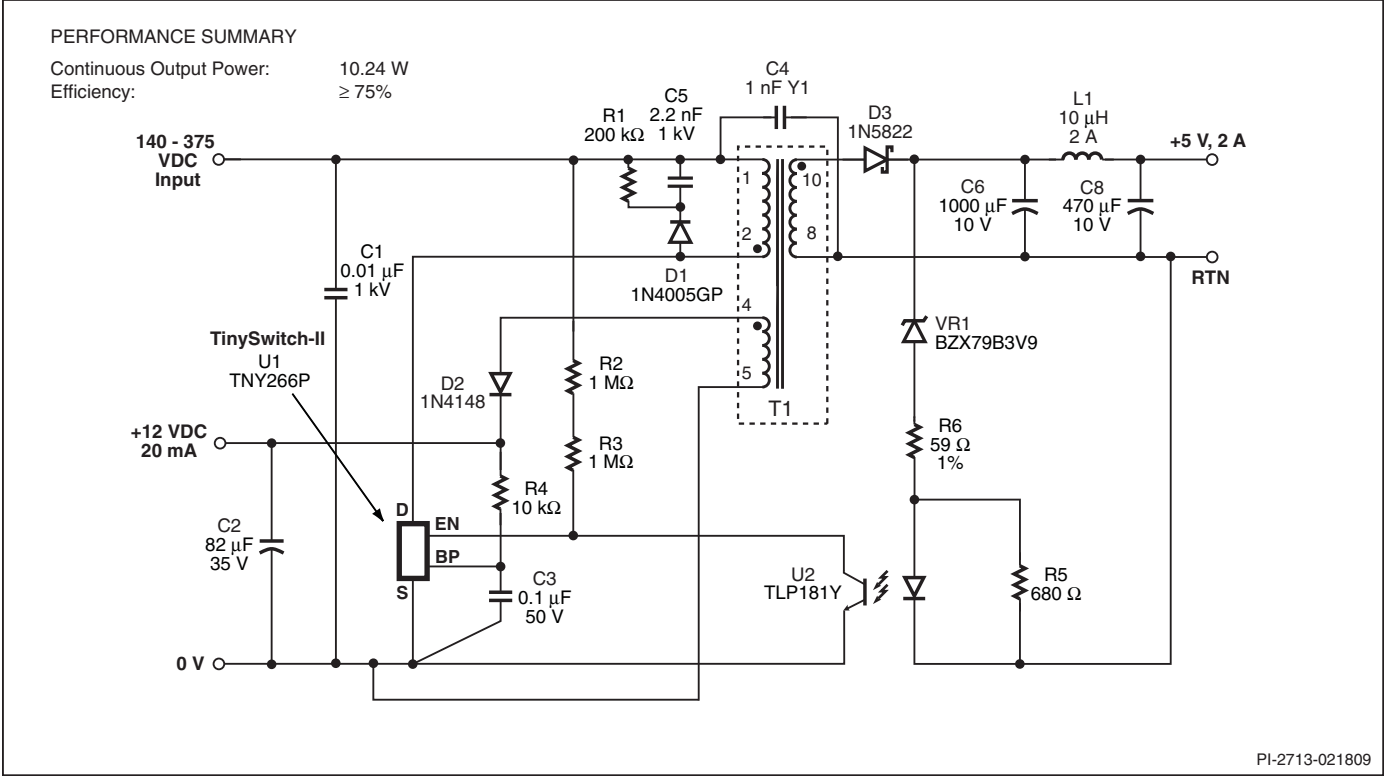 PERFORMANCE SUMMARY
Continuous Output Power: 10.24 W
Efficiency: ≥ 75%
140 - 375
VDC
Input
R1
200 kΩ
C5
2.2 nF
1 kV
C4
1 nF Y1
D3
1N5822
L1
10 µH
2 A
+5 V, 2 A
1
2
10
8
C6
1000 µF
10 V
C8
470 µF
10 V
RTN
C1
0.01 µF
1 kV
D1
1N4005GP
4
5
T1
TinySwitch-II
U1
TNY266P
D2
1N4148
R2
1 MΩ
R3
1 MΩ
VR1
BZX79B3V9
R6
59 Ω
1%
+12 VDC
20 mA
R4
10 kΩ
D
EN
BP
S
C2
82 µF
35 V
C3
0.1 µF
50 V
U2
TLP181Y
R5
680 Ω
0 V
PI-2713-021809